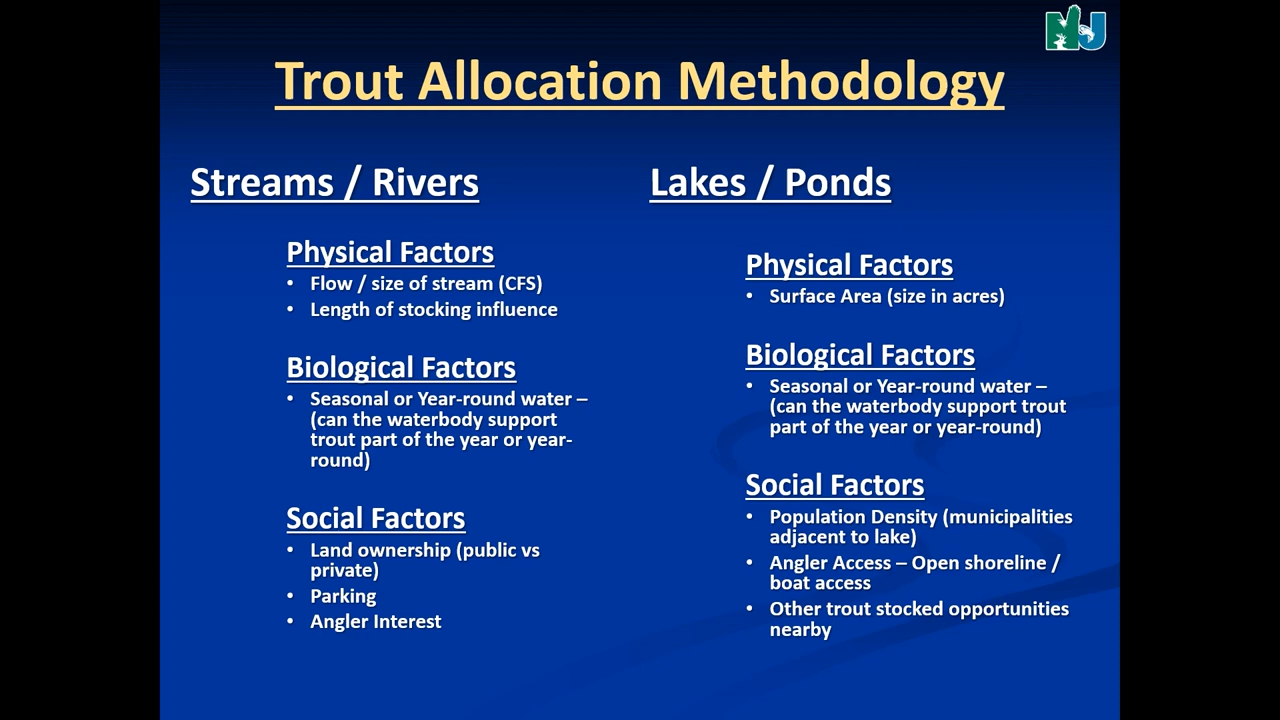 NJ
Trout Allocation Methodology
Streams / Rivers
Physical Factors
• Flow / size of stream (CFS)
• Length of stocking influence
Biological Factors
• Seasonal or Year-round water –
(can the waterbody support
trout part of the year or year-
round)
Social Factors
• Land ownership (public vs
private)
• Parking
• Angler Interest
Lakes / Ponds
Physical Factors
• Surface Area (size in acres)
Biological Factors
• Seasonal or Year-round water –
(can the waterbody support trout
part of the year or year-round)
Social Factors
• Population Density (municipalities
adjacent to lake)
• Angler Access – Open shoreline /
boat access
• Other trout stocked opportunities
nearby